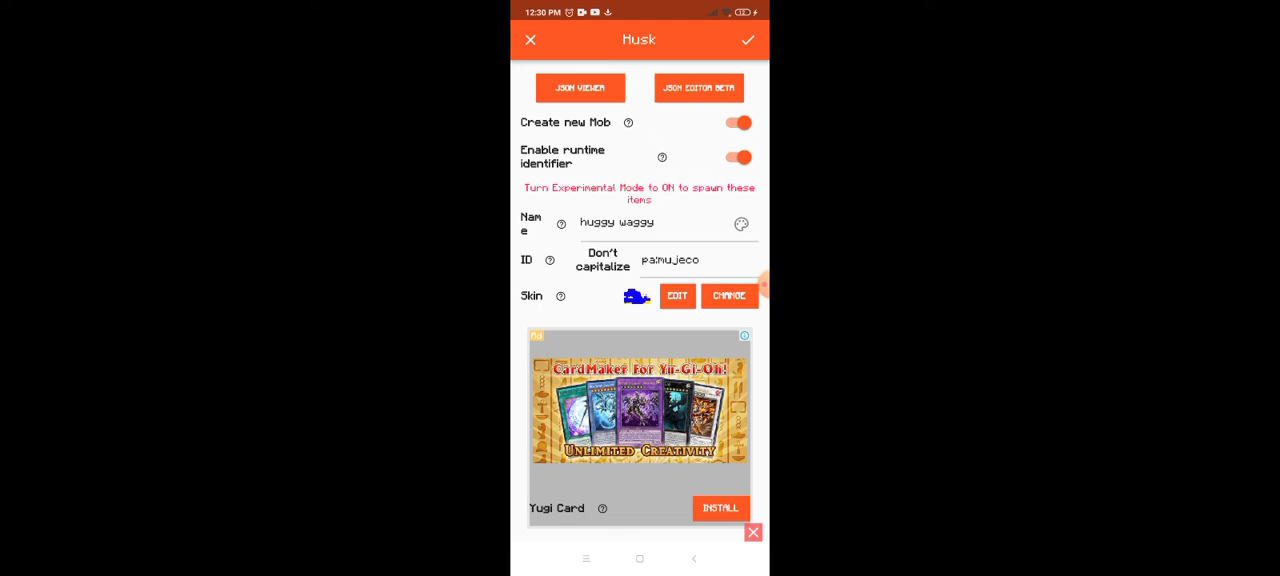 12:30 PM
Husk
JSON VIEWER
JSON EDITOR BETA
Create new Mob
Enable runtime
identifier
Turn Experimental Mode to ON to spawn these
items
Nam
e
huggy waggy
ID
Don't
capitalize
pa:mujeco
Skin
EDIT
CHANGE
Ad
CardMaker For Yu-Gi-Oh!
Unlimited Creativity
Yugi Card
INSTALL